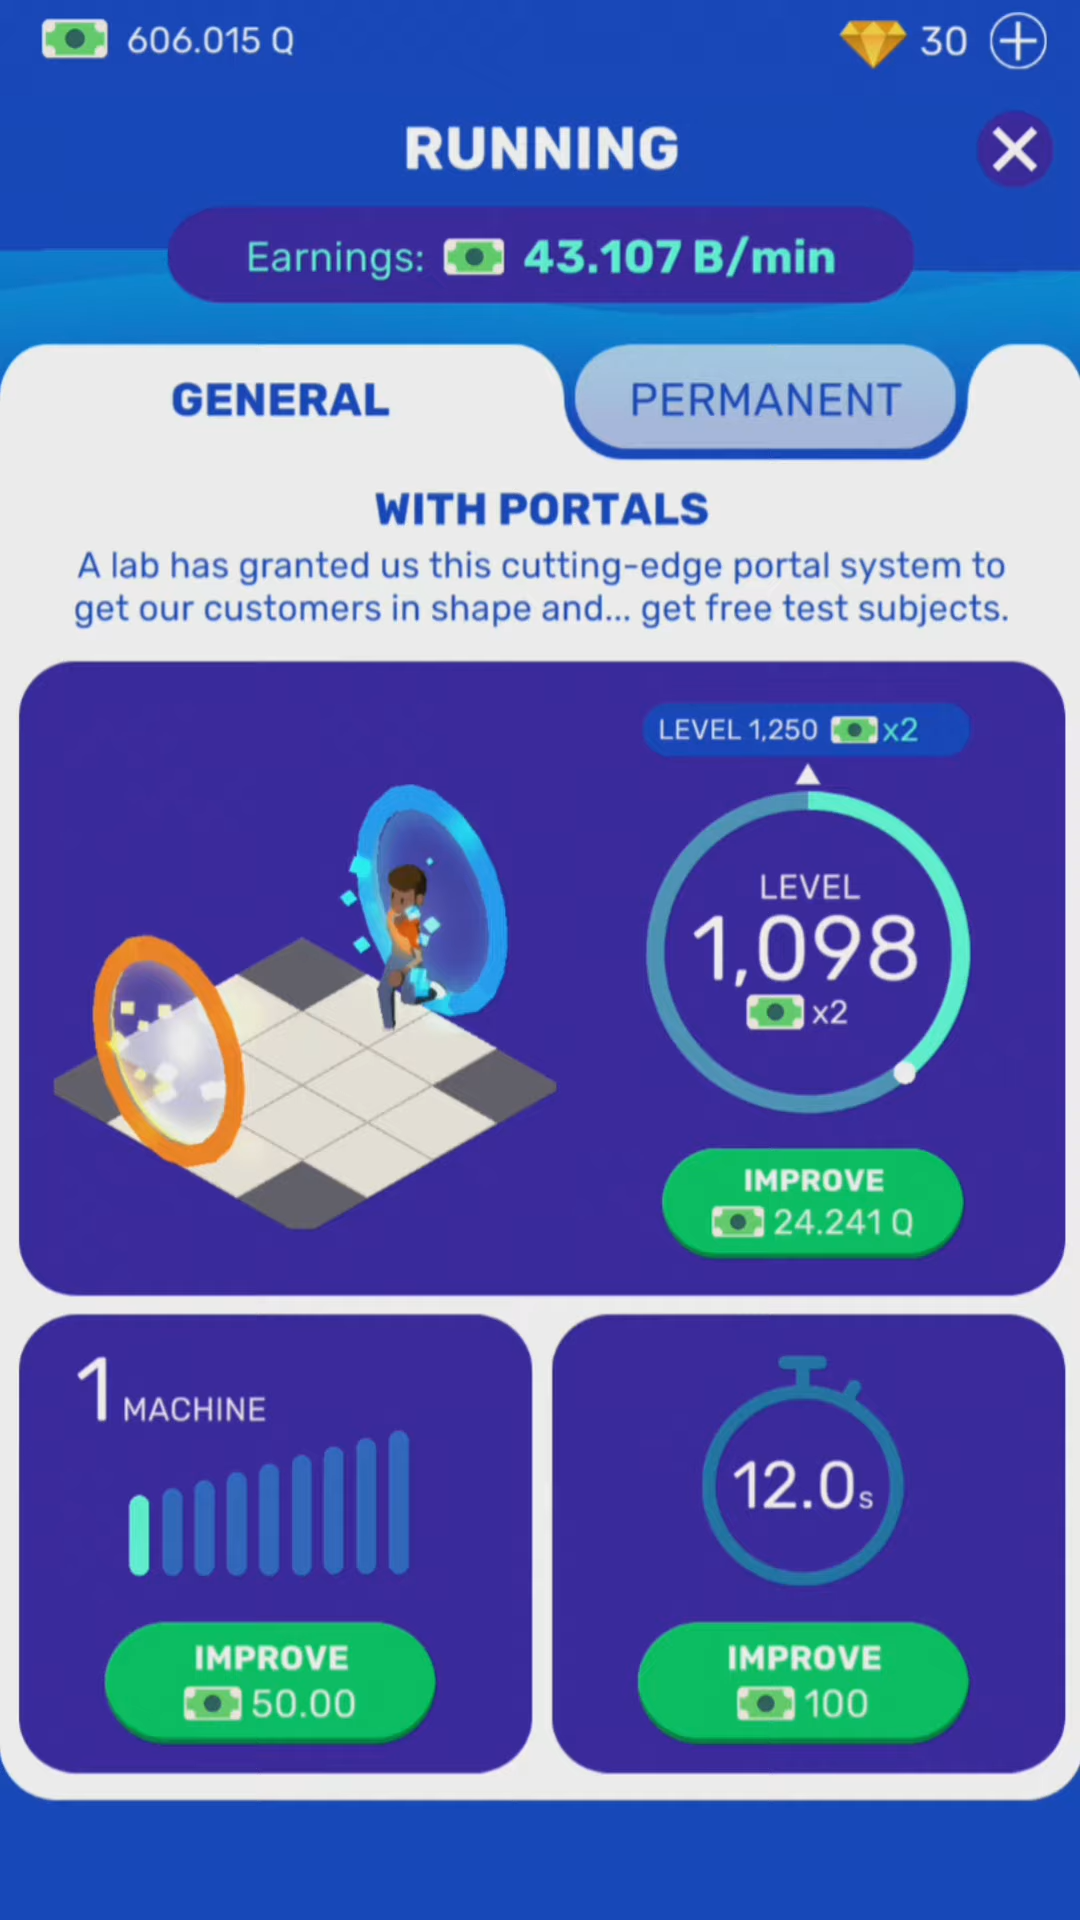 606.015 Q
30
RUNNING
Earnings: 43.107 B/min
GENERAL
PERMANENT
WITH PORTALS
A lab has granted us this cutting-edge portal system to
get our customers in shape and... get free test subjects.
LEVEL 1,250 x2
LEVEL
1,098
x2
IMPROVE
24.241 Q
1 MACHINE
IMPROVE
50.00
12.0s
IMPROVE
100